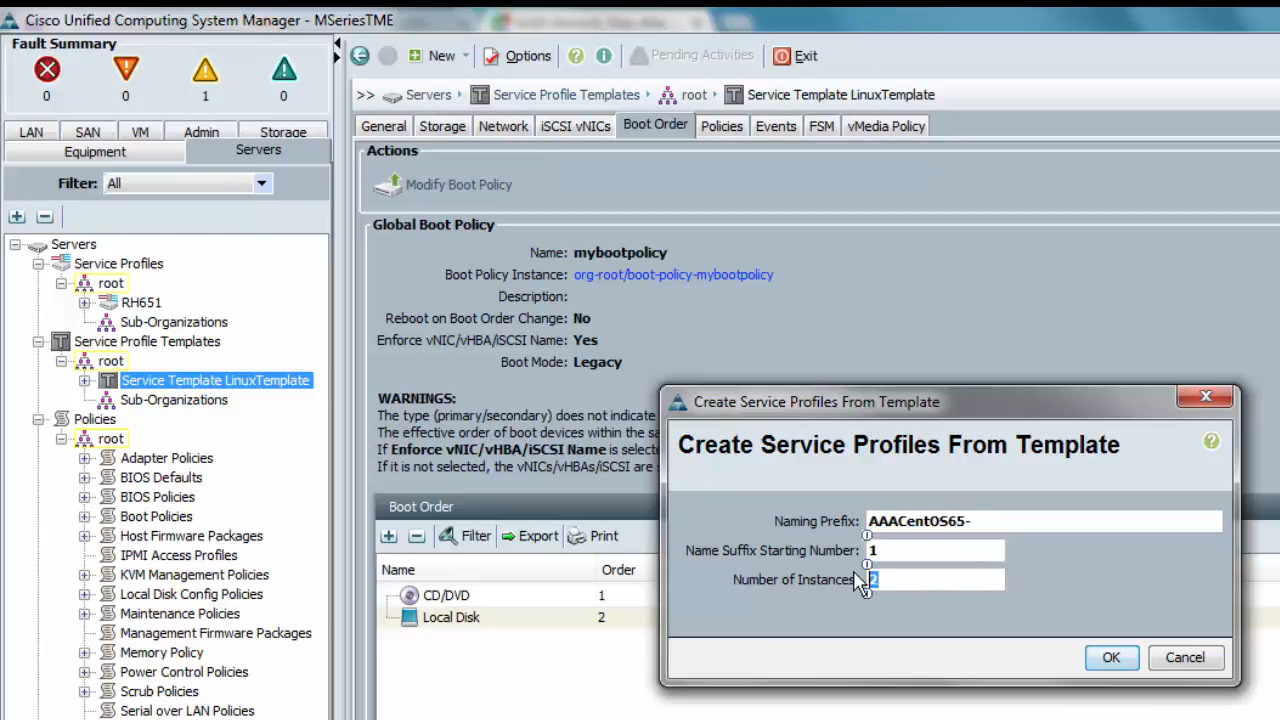 Cisco Unified Computing System Manager - MSeriesTME
Fault Summary
0 0 1 0
New Options Pending Activities Exit
>> Servers Service Profile Templates root Service Template LinuxTemplate
LAN SAN VM Admin Storage
Equipment Servers
General Storage Network iSCSI vNICs Boot Order Policies Events FSM vMedia Policy
Filter: All
Servers
Service Profiles
root
RH651
Sub-Organizations
Service Profile Templates
root
Service Template LinuxTemplate
Sub-Organizations
Policies
root
Adapter Policies
BIOS Defaults
BIOS Policies
Boot Policies
Host Firmware Packages
IPMI Access Profiles
KVM Management Policies
Local Disk Config Policies
Maintenance Policies
Management Firmware Packages
Memory Policy
Power Control Policies
Scrub Policies
Serial over LAN Policies
Actions
Modify Boot Policy
Global Boot Policy
Name: mybootpolicy
Boot Policy Instance: org-root/boot-policy-mybootpolicy
Description:
Reboot on Boot Order Change: No
Enforce vNIC/vHBA/iSCSI Name: Yes
Boot Mode: Legacy
WARNINGS:
The type (primary/secondary) does not indicate
The effective order of boot devices within the sa
If Enforce vNIC/vHBA/iSCSI Name is selecte
If it is not selected, the vNICs/vHBAs/iSCSI are s
Boot Order
Filter Export Print
Name Order
CD/DVD 1
Local Disk 2
Create Service Profiles From Template
Create Service Profiles From Template
Naming Prefix: AAACentOS65-
Name Suffix Starting Number: 1
Number of Instances 2
OK Cancel